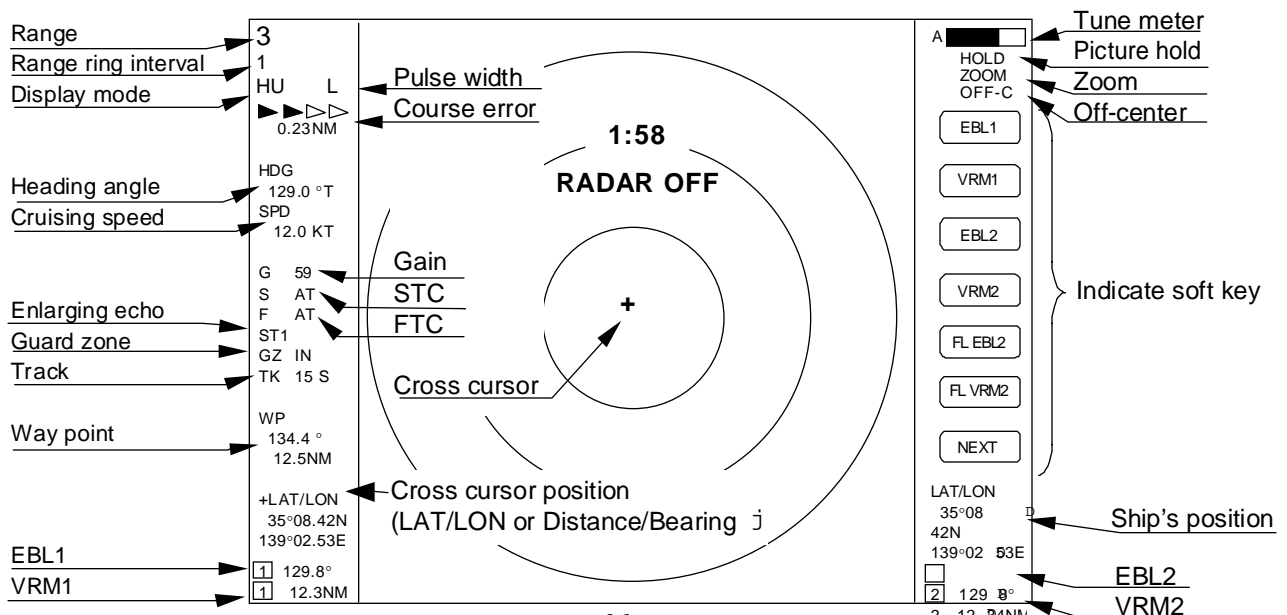 Range
Range ring interval
Display mode
Heading angle
Cruising speed
Enlarging echo
Guard zone
Track
Way point
EBL1
VRM1
3
1
HU L
0.23NM
HDG
129.0 °T
SPD
12.0 KT
G 59
S AT
F AT
ST1
GZ IN
TK 15 S
WP
134.4 °
12.5NM
+LAT/LON
35°08.42N
139°02.53E
1 129.8°
1 12.3NM
Pulse width
Course error
Gain
STC
FTC
Cross cursor
Cross cursor position
(LAT/LON or Distance/Bearing j
1:58
RADAR OFF
+
A
HOLD
ZOOM
OFF-C
EBL1
VRM1
EBL2
VRM2
FL EBL2
FL VRM2
NEXT
LAT/LON
35°08
42N
139°02 53E
2 129 8°
Tune meter
Picture hold
Zoom
Off-center
Indicate soft key
Ship's position
EBL2
VRM2